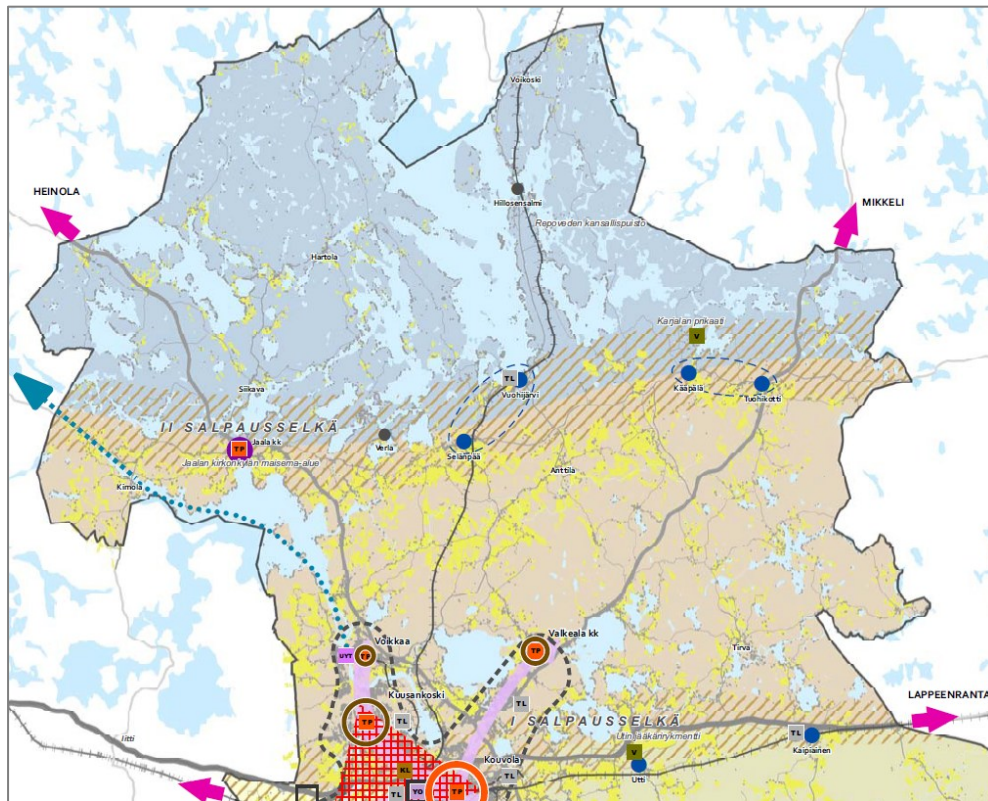 Voikoski
HEINOLA
Hillosensalmi
MIKKELI
Repoveden kansallispuisto
Hartola
Karjalan prikaati
V
TL
Kääpälä
Vuohijärvi
Tuohikotti
Siikava
II SALPAUSSELKÄ
TP
Jaala kk
Verla
Selänpää
Jaalan kirkonkylän maisema-alue
Anttila
Kimola
Voikkaa
Valkeala kk
UYT
TP
TP
Tirva
Kuusankoski
LAPPEENRANTA
TL
TP
TL
I SALPAUSSELKÄ
Iitti
Utin jääkärirykmentti
TL
V
Kaipiainen
Kouvola
KL
TL
Utti
TL
YO
TP